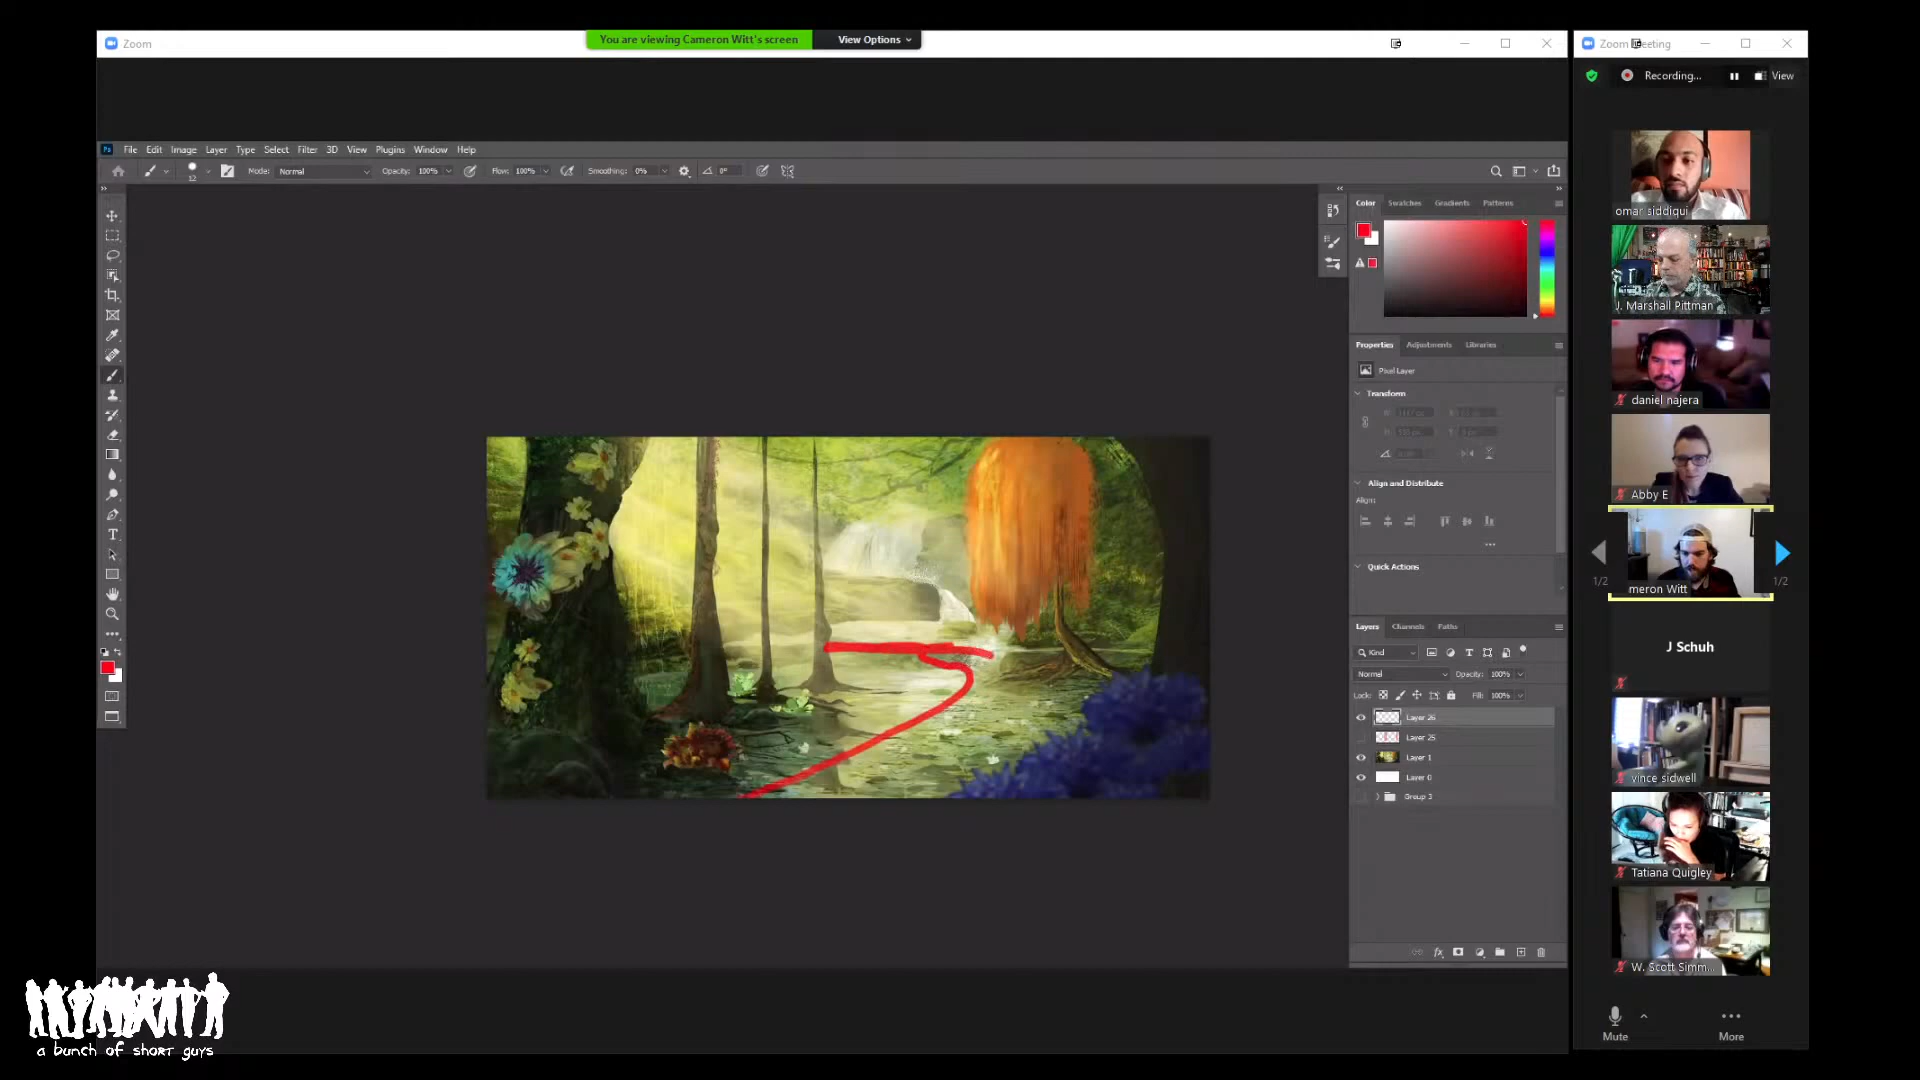 Zoom
You are viewing Cameron Witt's screen
View Options
Zoom Meeting
Recording...
View
Ps
File Edit Image Layer Type Select Filter 3D View Plugins Window Help
12
Mode: Normal
Opacity: 100%
Flow: 100%
Smoothing: 0%
0°
Color Swatches Gradients Patterns
Properties Adjustments Libraries
Pixel Layer
Transform
Align and Distribute
Align:
Quick Actions
Layers Channels Paths
Kind
Normal
Opacity: 100%
Lock:
Fill: 100%
Layer 26
Layer 25
Layer 1
Layer 0
Group 3
fx
omar siddiqui
J. Marshall Pittman
daniel najera
Abby E
1/2
1/2
meron Witt
J Schuh
vince sidwell
Tatiana Quigley
W. Scott Simm...
Mute
More
a bunch of short guys